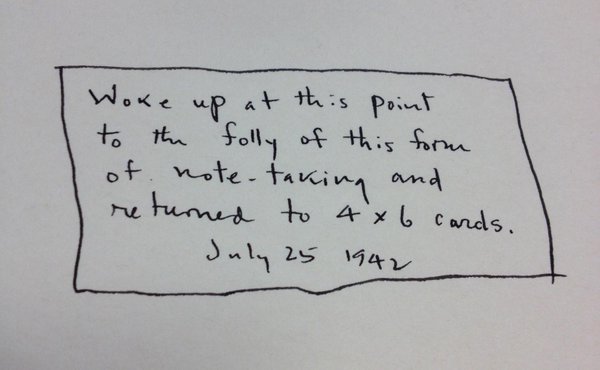 Woke up at this point
to the folly of this form
of note-taking and
returned to 4 x 6 cards.
July 25 1942